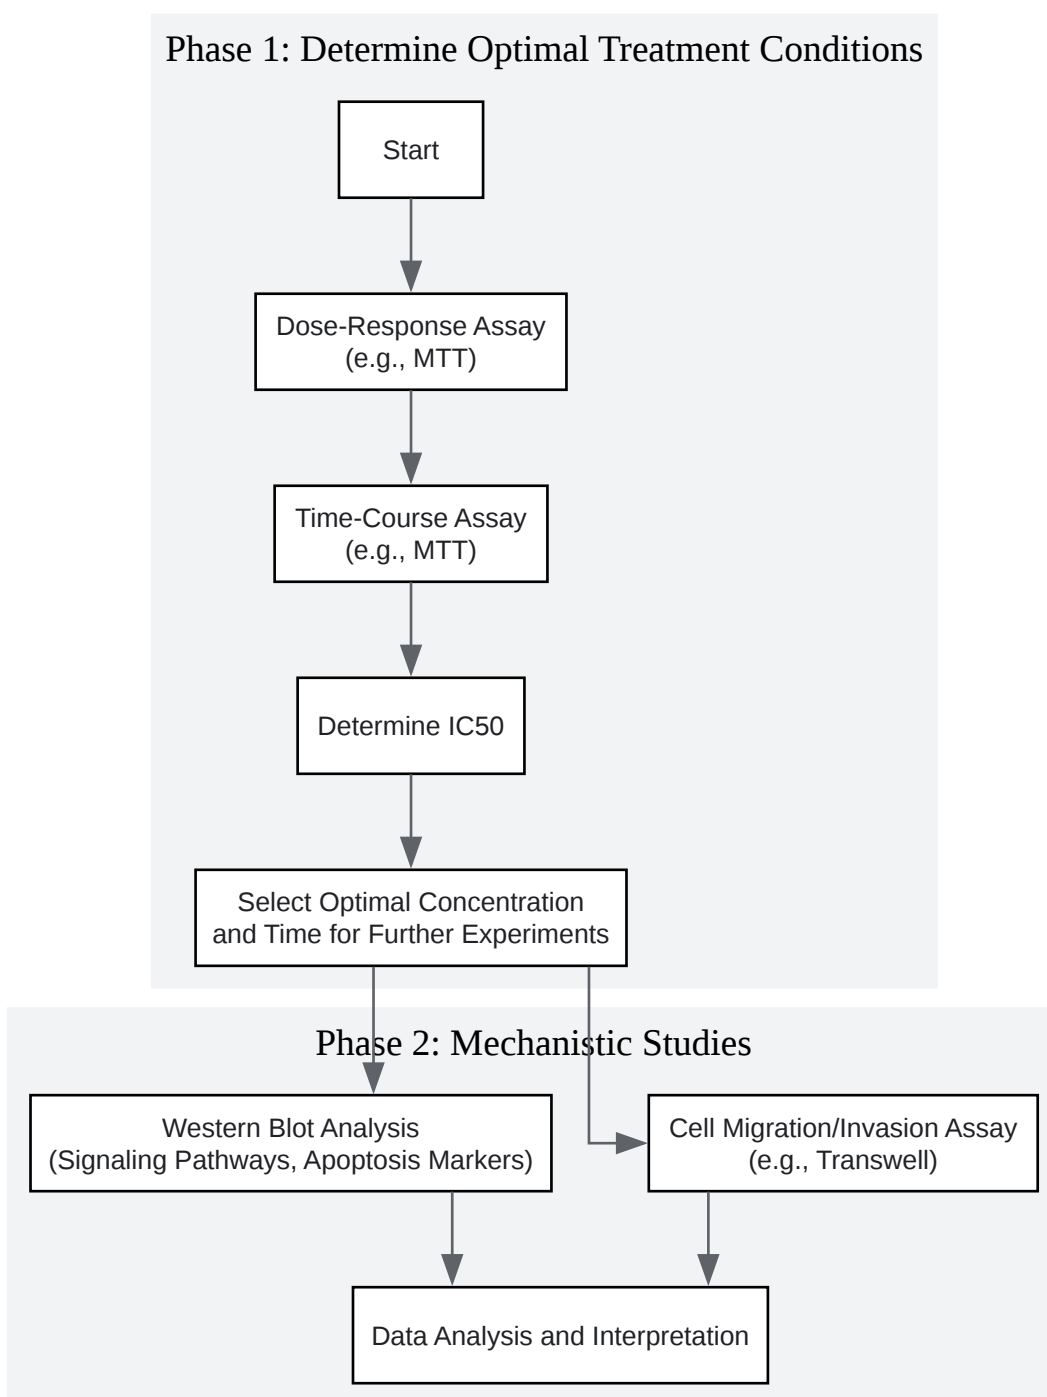 Phase 1: Determine Optimal Treatment Conditions
Start
Dose-Response Assay
(e.g., MTT)
Time-Course Assay
(e.g., MTT)
Determine IC50
Select Optimal Concentration
and Time for Further Experiments
Phase 2: Mechanistic Studies
Western Blot Analysis
(Signaling Pathways, Apoptosis Markers)
Cell Migration/Invasion Assay
(e.g., Transwell)
Data Analysis and Interpretation